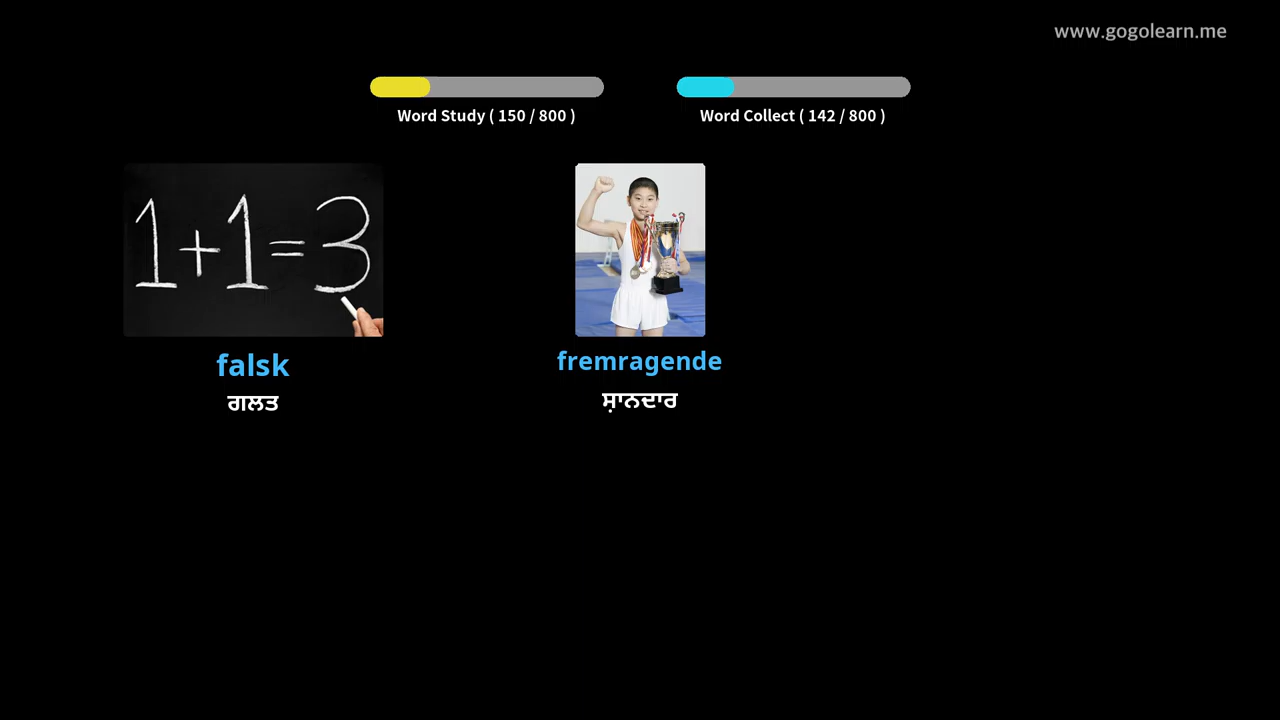 www.gogolearn.me
Word Study ( 150 / 800 )
Word Collect ( 142 / 800 )
1+1=3
falsk
ਗਲਤ
fremragende
ਸ਼ਾਨਦਾਰ